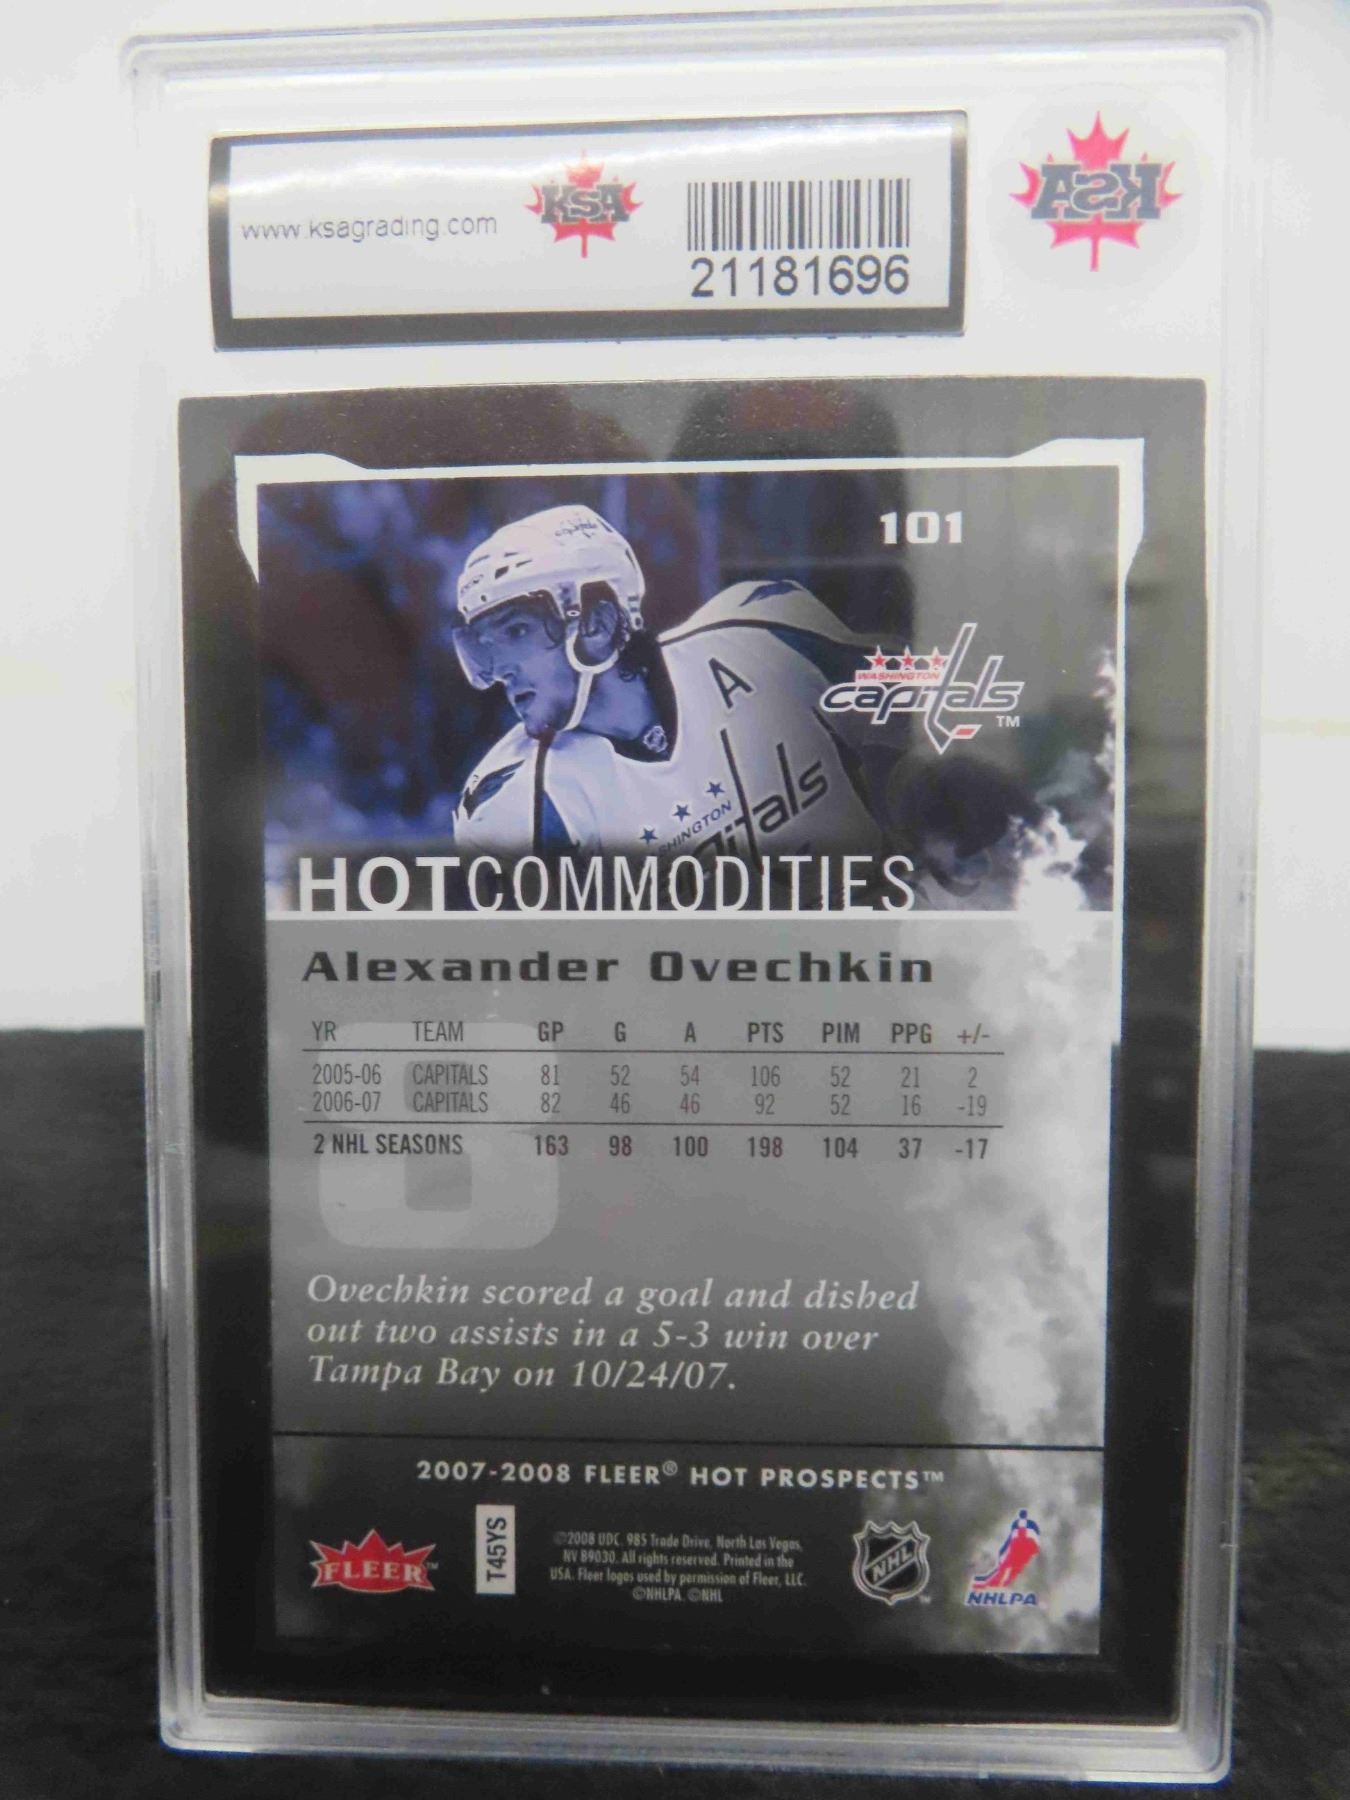 www.ksagrading.com
KSA
21181696
KSA
101
capitals
A
WASHINGTON
capitals
TM
HOTCOMMODITIES
Alexander Ovechkin
YR TEAM GP G A PTS PIM PPG +/-
2005-06 CAPITALS 81 52 54 106 52 21 2
2006-07 CAPITALS 82 46 46 92 52 16 -19
2 NHL SEASONS 163 98 100 198 104 37 -17
8
Ovechkin scored a goal and dished
out two assists in a 5-3 win over
Tampa Bay on 10/24/07.
2007-2008 FLEER® HOT PROSPECTS™
FLEER™
T45YS
©2008 UDC. 985 Trade Drive, North Las Vegas,
NV 89030. All rights reserved. Printed in the
USA. Fleer logos used by permission of Fleer, LLC.
©NHLPA. ©NHL
NHL
TM
NHLPA